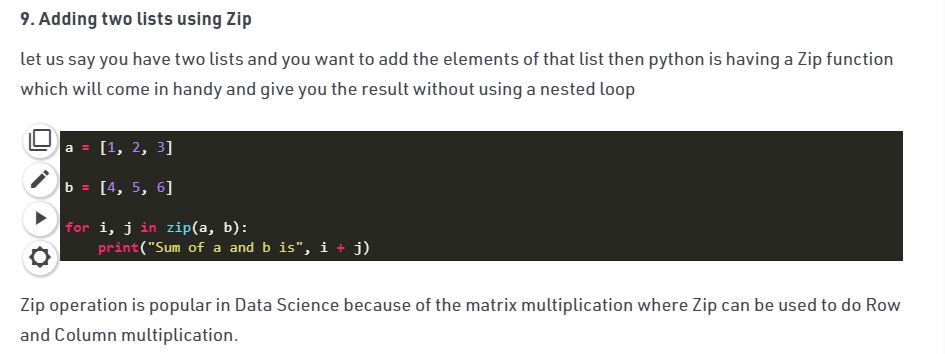 9. Adding two lists using Zip
let us say you have two lists and you want to add the elements of that list then python is having a Zip function
which will come in handy and give you the result without using a nested loop
a = [1, 2, 3]
b = [4, 5, 6]
for i, j in zip(a, b):
    print("Sum of a and b is", i + j)
Zip operation is popular in Data Science because of the matrix multiplication where Zip can be used to do Row
and Column multiplication.